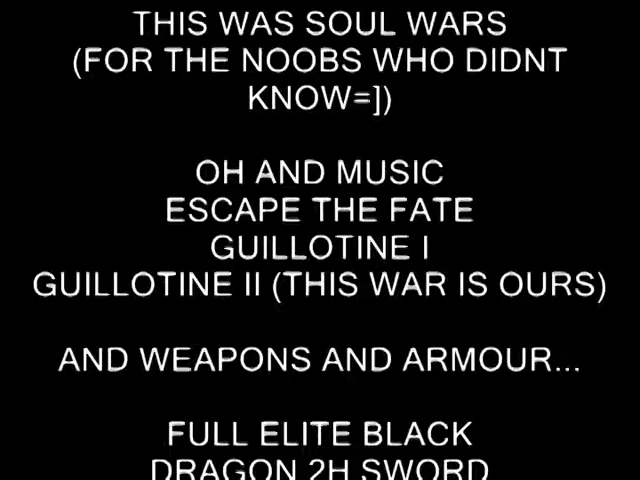 THIS WAS SOUL WARS
(FOR THE NOOBS WHO DIDNT
KNOW=])
OH AND MUSIC
ESCAPE THE FATE
GUILLOTINE I
GUILLOTINE II (THIS WAR IS OURS)
AND WEAPONS AND ARMOUR...
FULL ELITE BLACK
DRAGON 2H SWORD